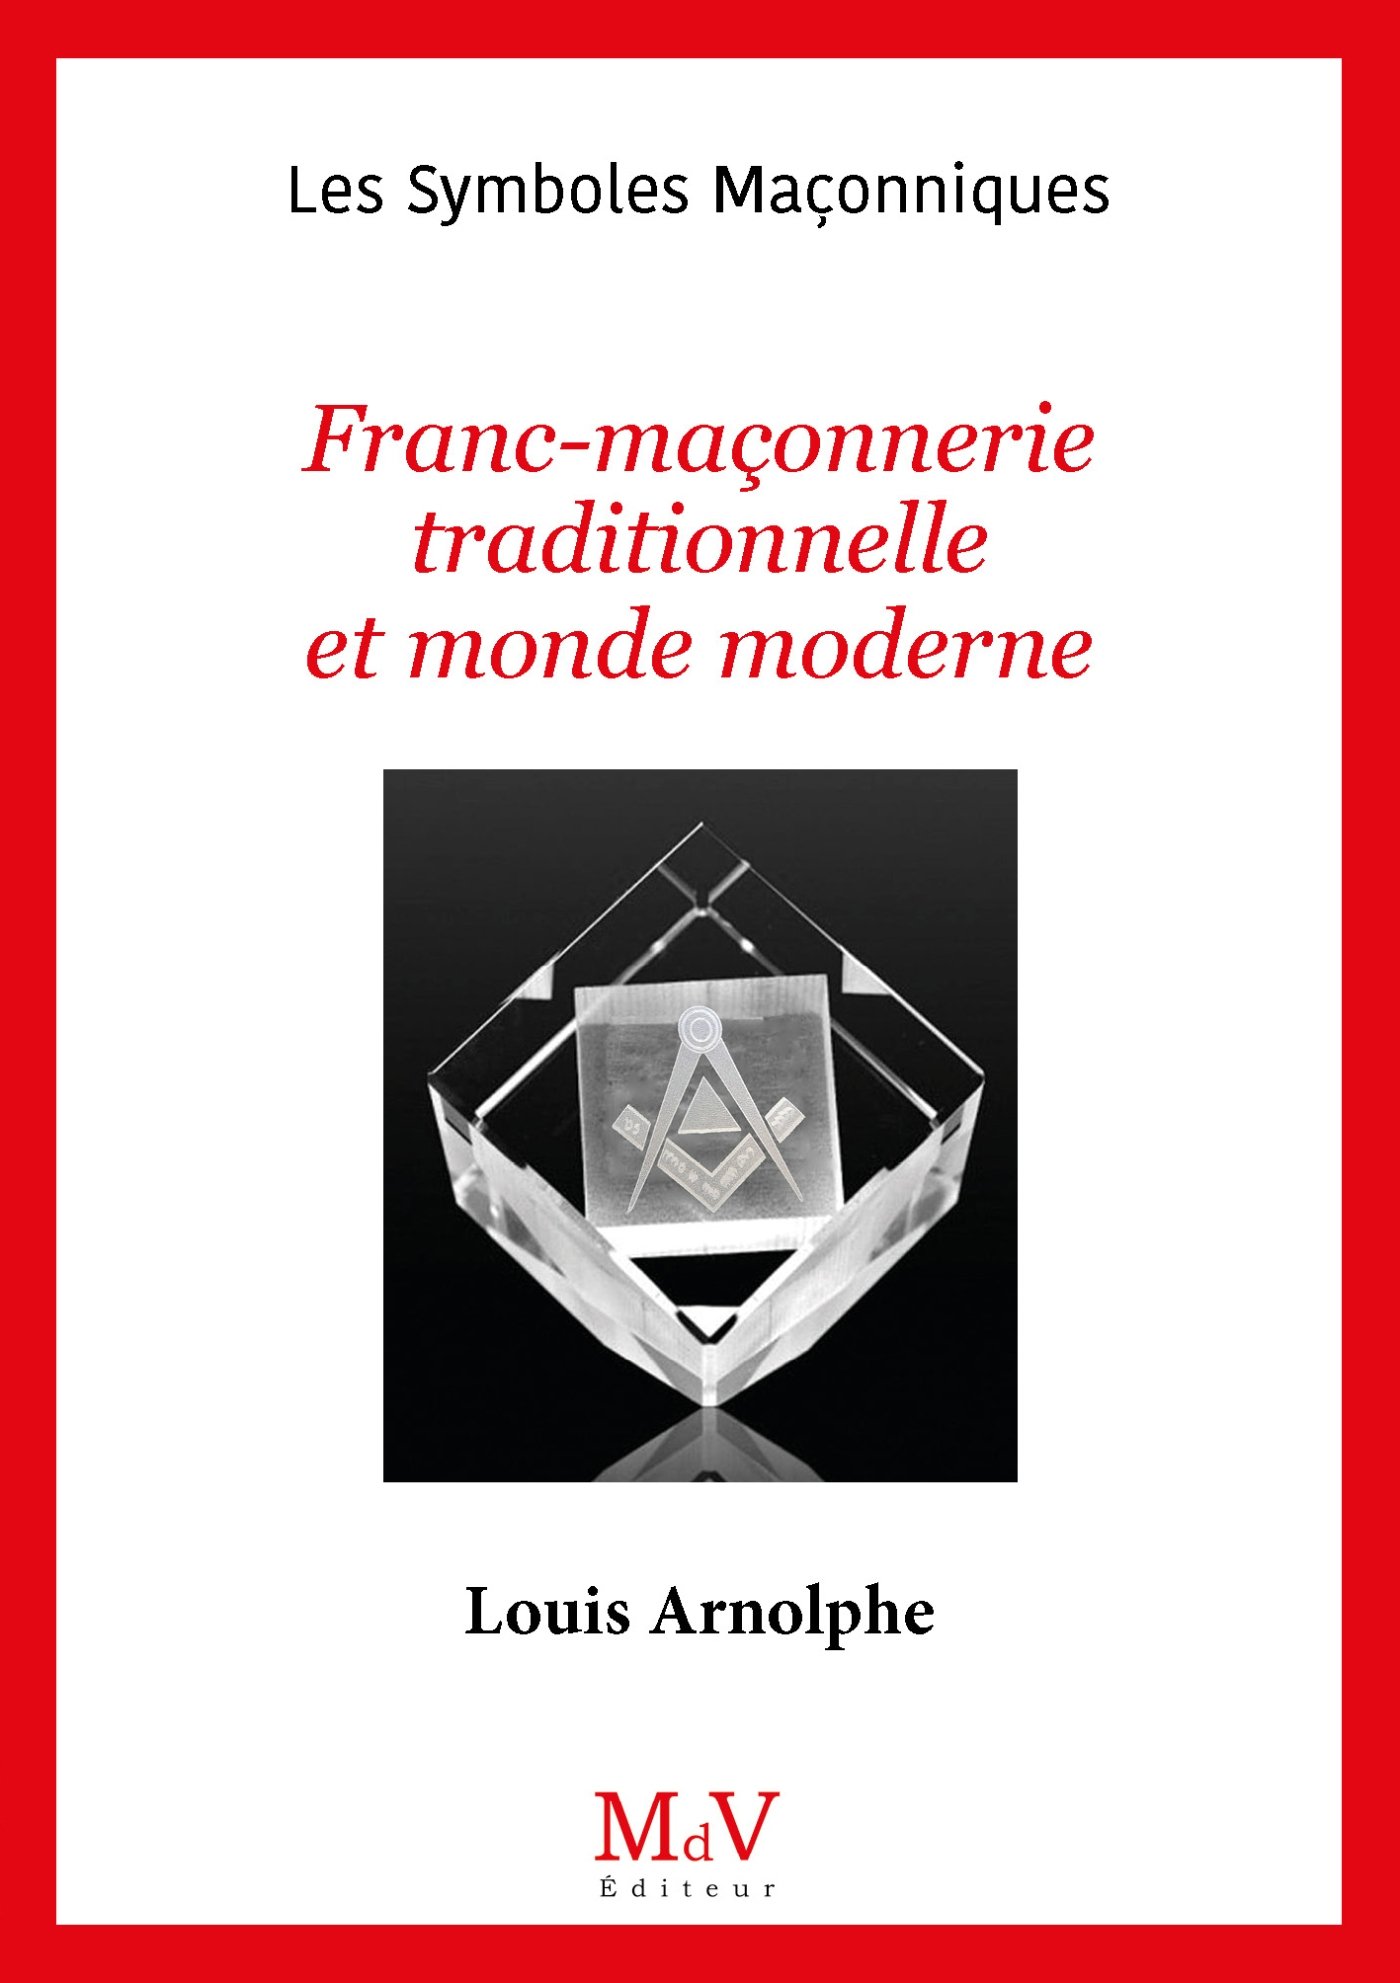 Les Symboles Maçonniques
Franc-maçonnerie
traditionnelle
et monde moderne
Louis Arnolphe
MdV
Éditeur